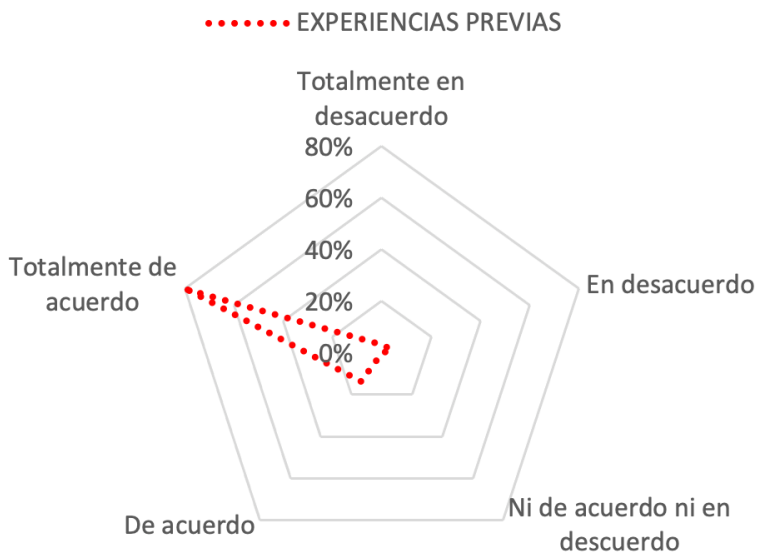 EXPERIENCIAS PREVIAS
Totalmente en
desacuerdo
80%
60%
40%
20%
0%
En desacuerdo
Ni de acuerdo ni en
descuerdo
De acuerdo
Totalmente de
acuerdo